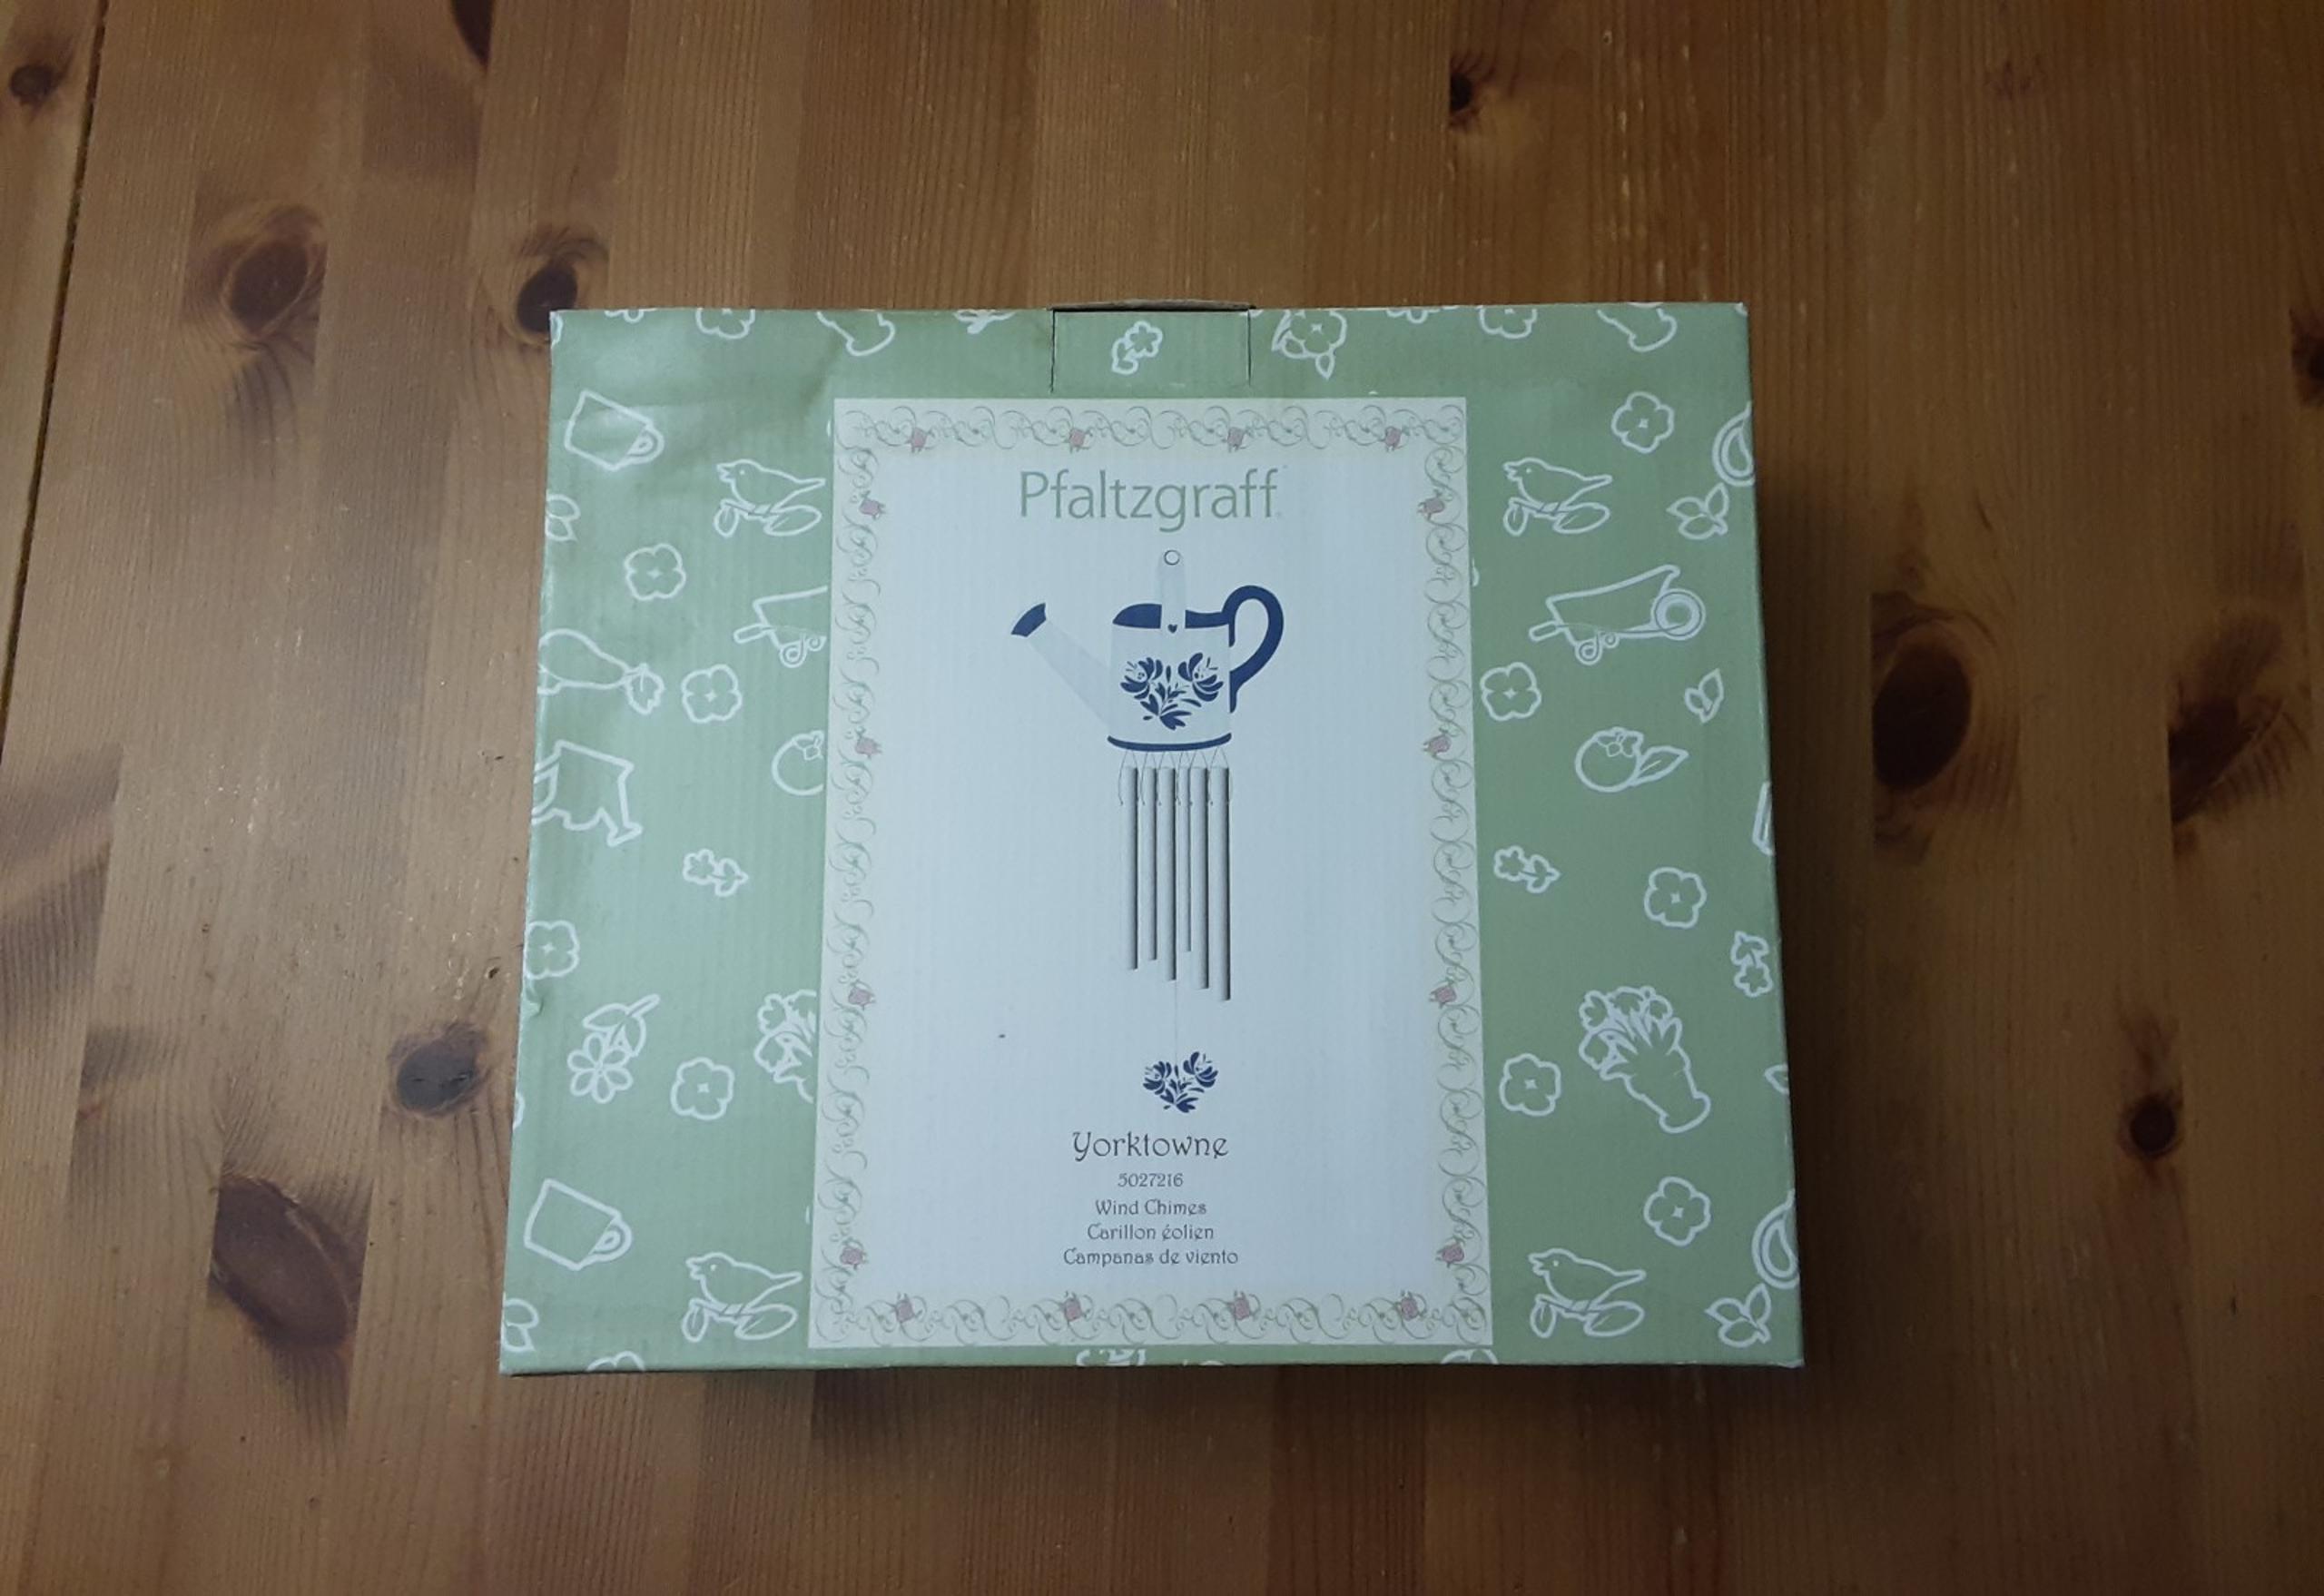 Pfaltzgraff
Yorktowne
5027216
Wind Chimes
Carillon éolien
Campanas de viento